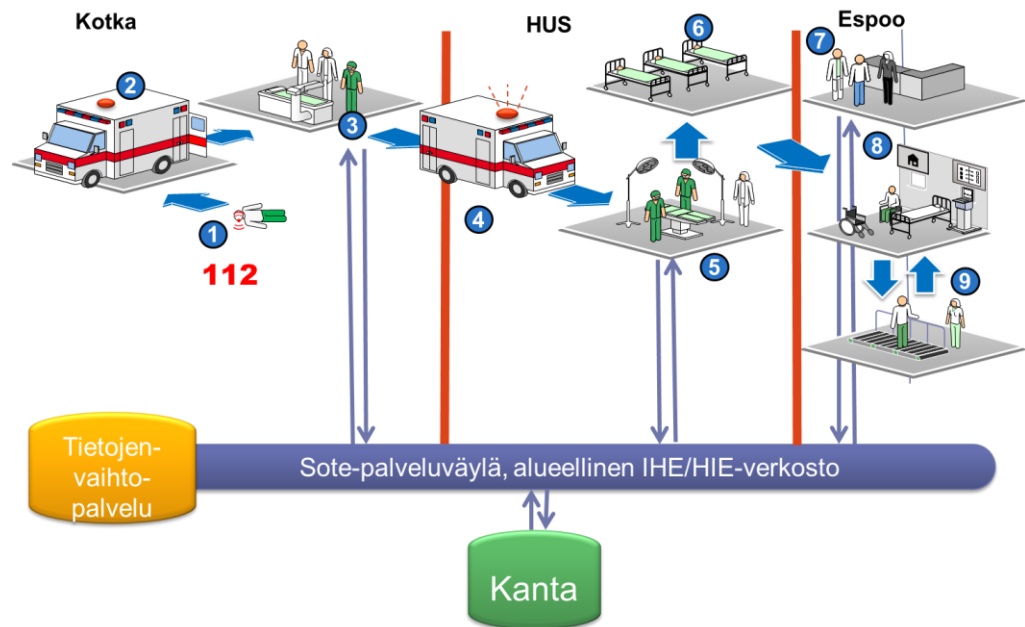 Kotka
HUS
Espoo
2
3
6
7
8
1
4
5
9
112
Tietojen-
vaihto-
palvelu
Sote-palveluväylä, alueellinen IHE/HIE-verkosto
Kanta